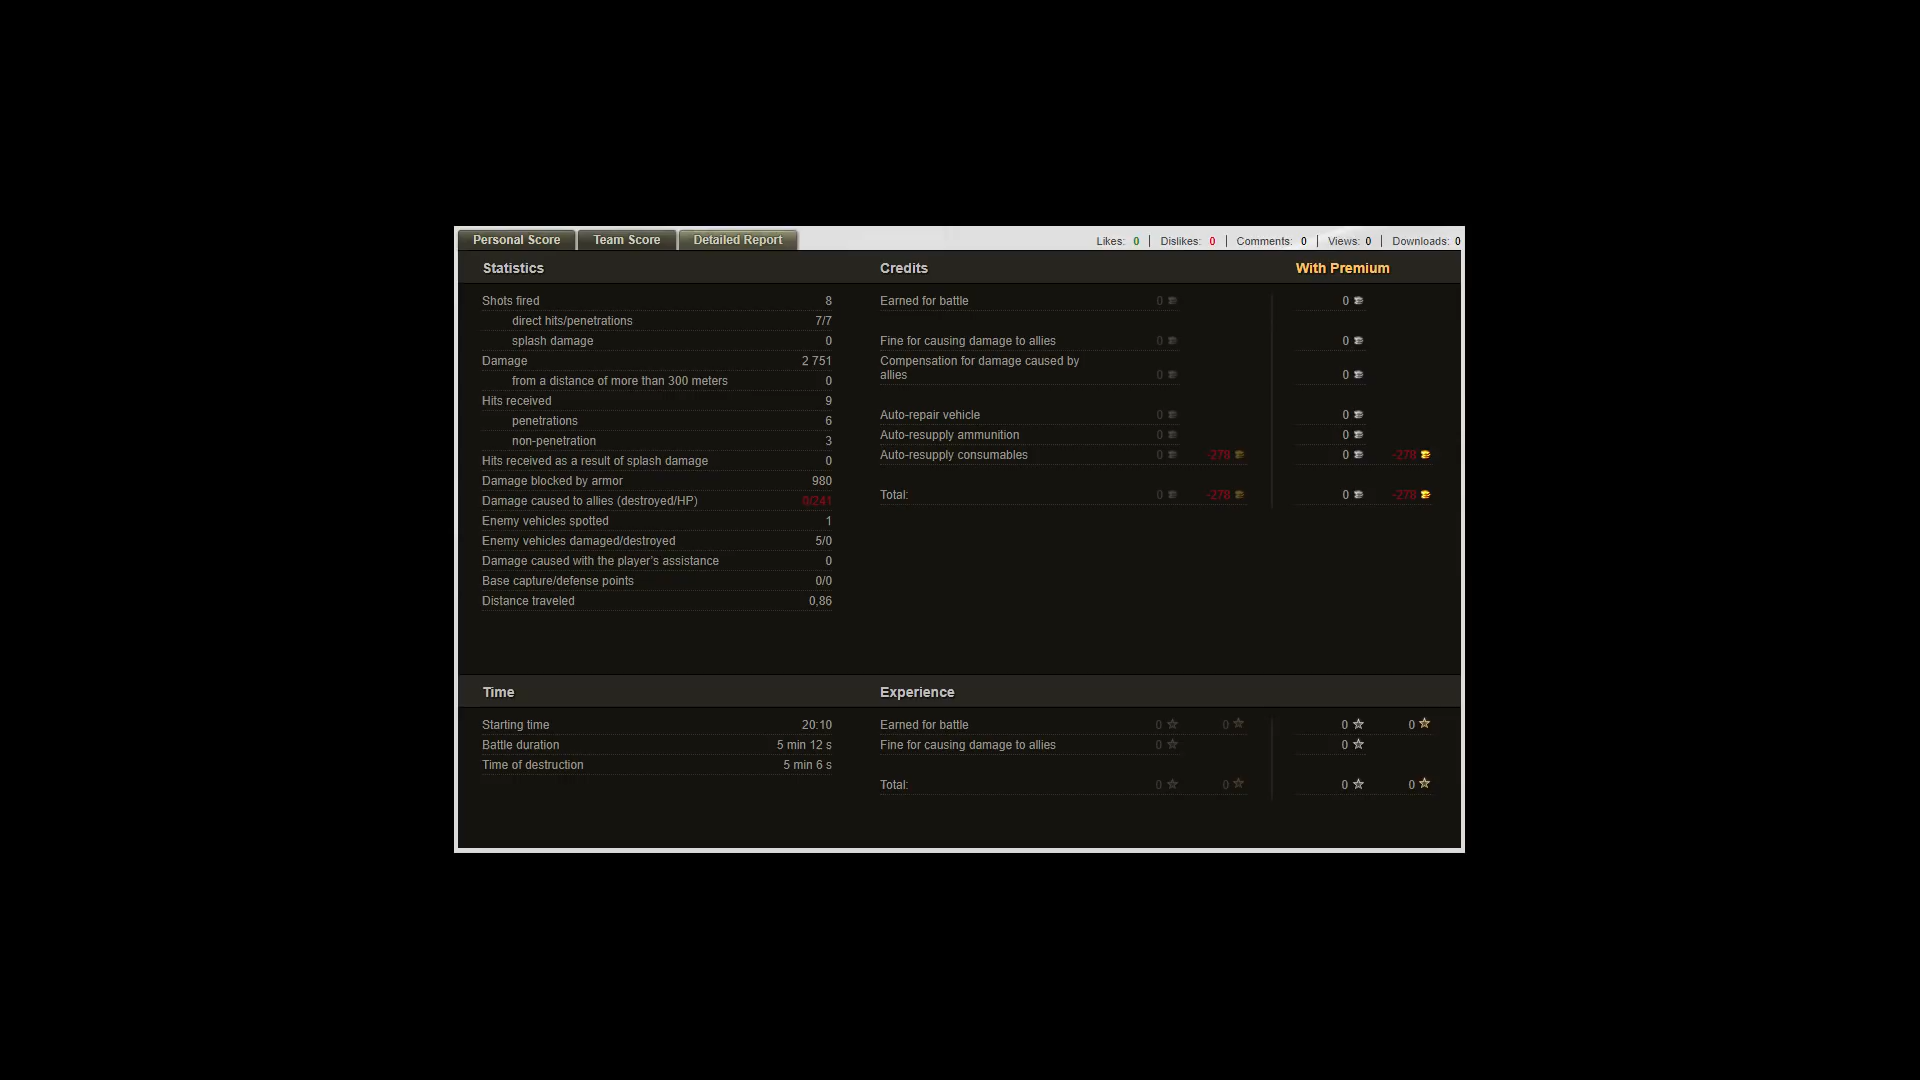 Personal Score Team Score Detailed Report Likes: 0 | Dislikes: 0 | Comments: 0 | Views: 0 | Downloads: 0
Statistics Credits With Premium
Shots fired 8 Earned for battle 0 0
direct hits/penetrations 7/7
splash damage 0 Fine for causing damage to allies 0 0
Damage 2 751 Compensation for damage caused by
from a distance of more than 300 meters 0 allies 0 0
Hits received 9
penetrations 6 Auto-repair vehicle 0 0
non-penetration 3 Auto-resupply ammunition 0 0
Hits received as a result of splash damage 0 Auto-resupply consumables 0 -278 0 -278
Damage blocked by armor 980
Damage caused to allies (destroyed/HP) 0/241 Total: 0 -278 0 -278
Enemy vehicles spotted 1
Enemy vehicles damaged/destroyed 5/0
Damage caused with the player's assistance 0
Base capture/defense points 0/0
Distance traveled 0,86
Time Experience
Starting time 20:10 Earned for battle 0 0 0 0
Battle duration 5 min 12 s Fine for causing damage to allies 0 0
Time of destruction 5 min 6 s
Total: 0 0 0 0